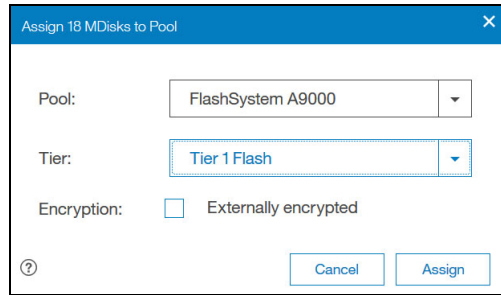 Assign 18 MDisks to Pool
Pool: FlashSystem A9000
Tier: Tier 1 Flash
Encryption: Externally encrypted
Cancel Assign